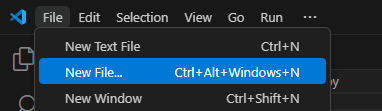 File Edit Selection View Go Run ...
New Text File Ctrl+N
New File... Ctrl+Alt+Windows+N
New Window Ctrl+Shift+N